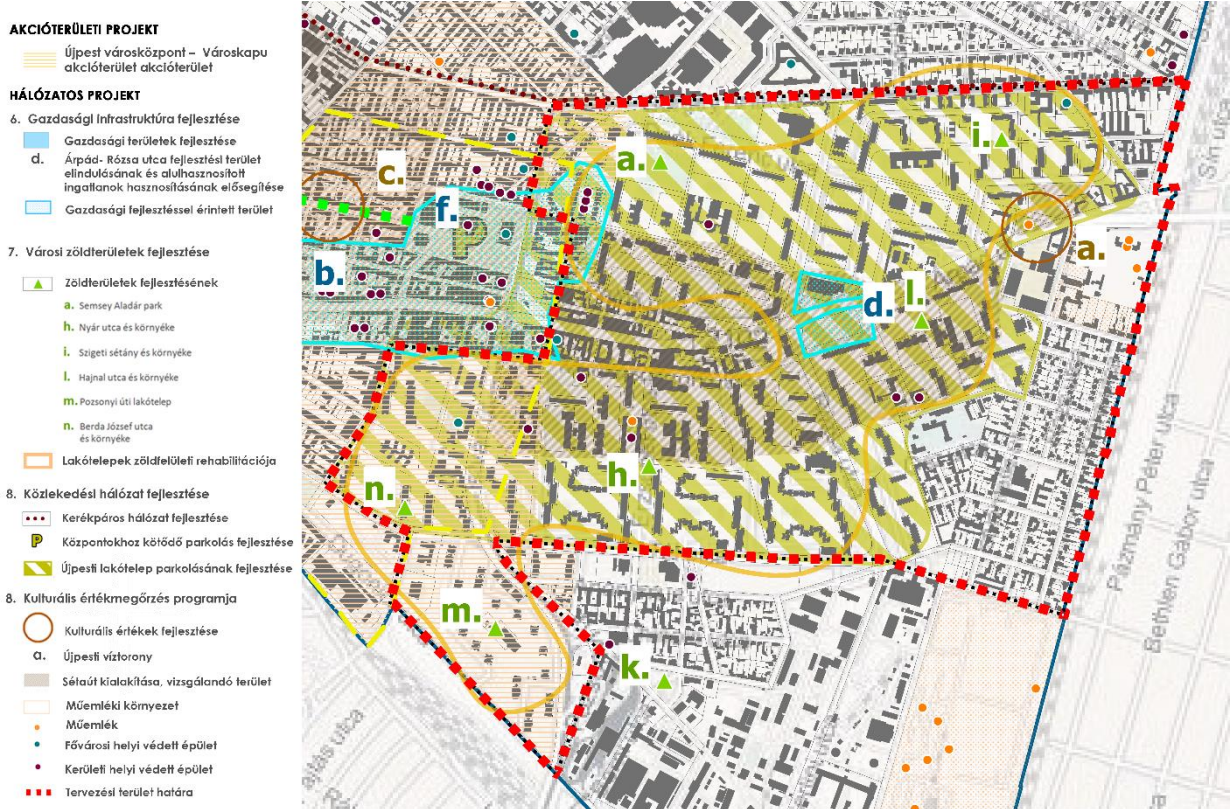 AKCIÓTERÜLETI PROJEKT
Újpest városközpont – Városkapu
akcióterület akcióterület
HÁLÓZATOS PROJEKT
6. Gazdasági infrastruktúra fejlesztése
Gazdasági területek fejlesztése
d. Árpád- Rózsa utca fejlesztési terület
elindulásának és alulhasznosított
ingatlanok hasznosításának elősegítése
Gazdasági fejlesztéssel érintett terület
7. Városi zöldterületek fejlesztése
Zöldterületek fejlesztésének
a. Semsey Aladár park
h. Nyár utca és környéke
i. Szigeti sétány és környéke
l. Hajnal utca és környéke
m. Pozsonyi úti lakótelep
n. Berda József utca
és környéke
Lakótelepek zöldfelületi rehabilitációja
8. Közlekedési hálózat fejlesztése
Kerékpáros hálózat fejlesztése
P Központokhoz kötődő parkolás fejlesztése
Újpesti lakótelep parkolásának fejlesztése
8. Kulturális értékmegőrzés programja
Kulturális értékek fejlesztése
a. Újpesti víztorony
Sétaút kialakítása, vizsgálandó terület
Műemléki környezet
Műemlék
Fővárosi helyi védett épület
Kerületi helyi védett épület
Tervezési terület határa
a.
i.
c.
f.
P
b.
a.
l.
d.
h.
n.
m.
k.
Pázmány Péter utca
Bethlen Gábor utca